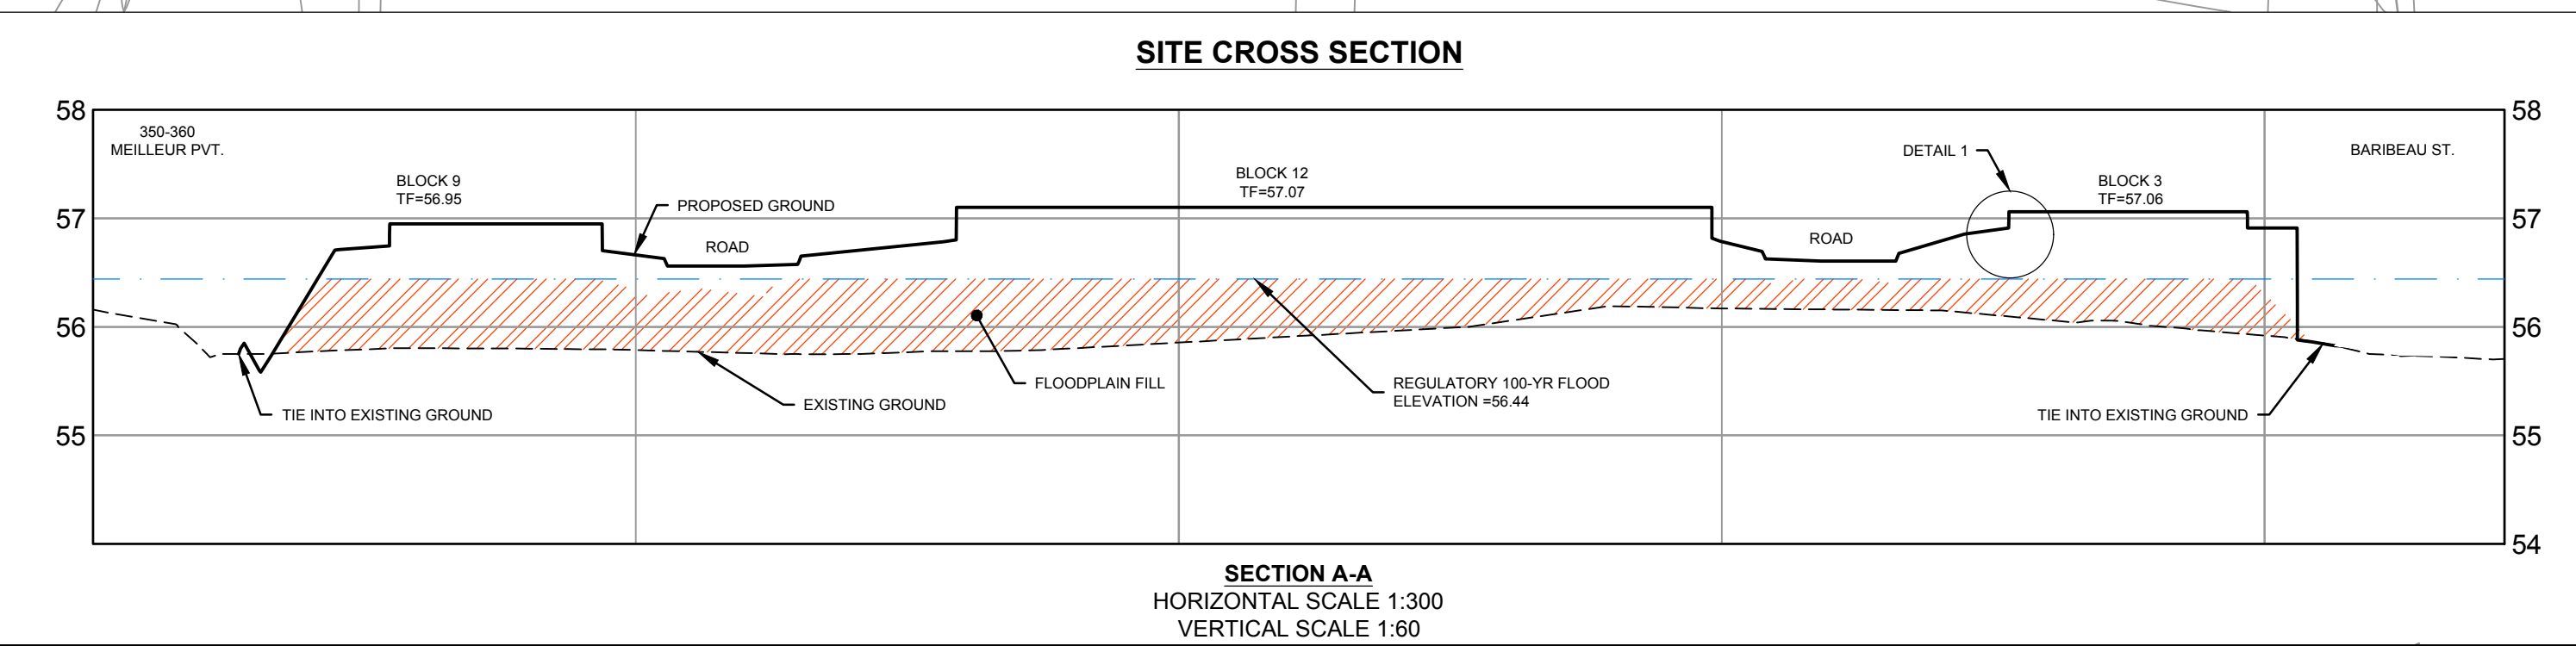 SITE CROSS SECTION
58
58
350-360
MEILLEUR PVT.
DETAIL 1
BARIBEAU ST.
BLOCK 9
TF=56.95
BLOCK 12
TF=57.07
BLOCK 3
TF=57.06
57
57
PROPOSED GROUND
ROAD
ROAD
56
56
FLOODPLAIN FILL
REGULATORY 100-YR FLOOD
ELEVATION =56.44
EXISTING GROUND
TIE INTO EXISTING GROUND
TIE INTO EXISTING GROUND
55
55
54
SECTION A-A
HORIZONTAL SCALE 1:300
VERTICAL SCALE 1:60